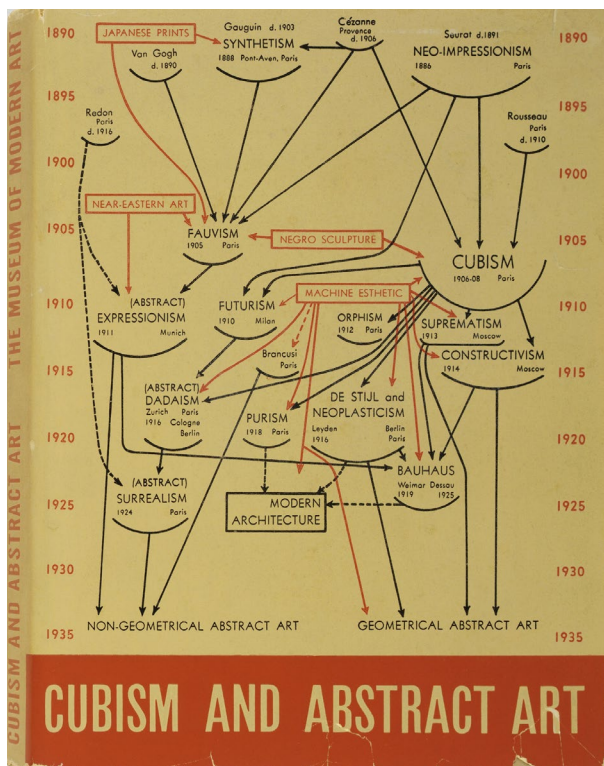 CUBISM AND ABSTRACT ART THE MUSEUM OF MODERN ART
1890
1895
1900
1905
1910
1915
1920
1925
1930
1935
JAPANESE PRINTS
Van Gogh
d. 1890
Gauguin d. 1903
SYNTHETISM
1888 Pont-Aven, Paris
Cézanne
Provence
d. 1906
Seurat d.1891
NEO-IMPRESSIONISM
1886 Paris
1890
1895
1900
1905
1910
1915
1920
1925
1930
1935
Redon
Paris
d. 1916
Rousseau
Paris
d. 1910
NEAR-EASTERN ART
FAUVISM
1905 Paris
NEGRO SCULPTURE
CUBISM
1906-08 Paris
(ABSTRACT)
EXPRESSIONISM
1911 Munich
FUTURISM
1910 Milan
MACHINE ESTHETIC
ORPHISM
1912 Paris
SUPREMATISM
1913 Moscow
CONSTRUCTIVISM
1914 Moscow
Brancusi
Paris
(ABSTRACT)
DADAISM
Zurich Paris
1916 Cologne
Berlin
PURISM
1918 Paris
DE STIJL and
NEOPLASTICISM
Leyden Berlin
1916 Paris
BAUHAUS
Weimar Dessau
1919 1925
(ABSTRACT)
SURREALISM
1924 Paris
MODERN
ARCHITECTURE
NON-GEOMETRICAL ABSTRACT ART
GEOMETRICAL ABSTRACT ART
CUBISM AND ABSTRACT ART